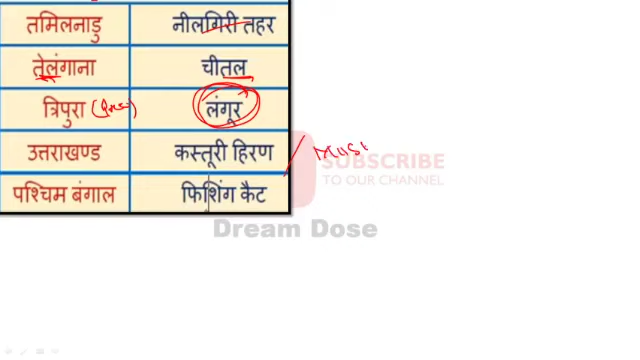 तमिलनाडु नीलगिरी तहर
तेलंगाना चीतल
त्रिपुरा लंगूर
उत्तराखण्ड कस्तूरी हिरण
पश्चिम बंगाल फिशिंग कैट
SUBSCRIBE
TO OUR CHANNEL
Dream Dose